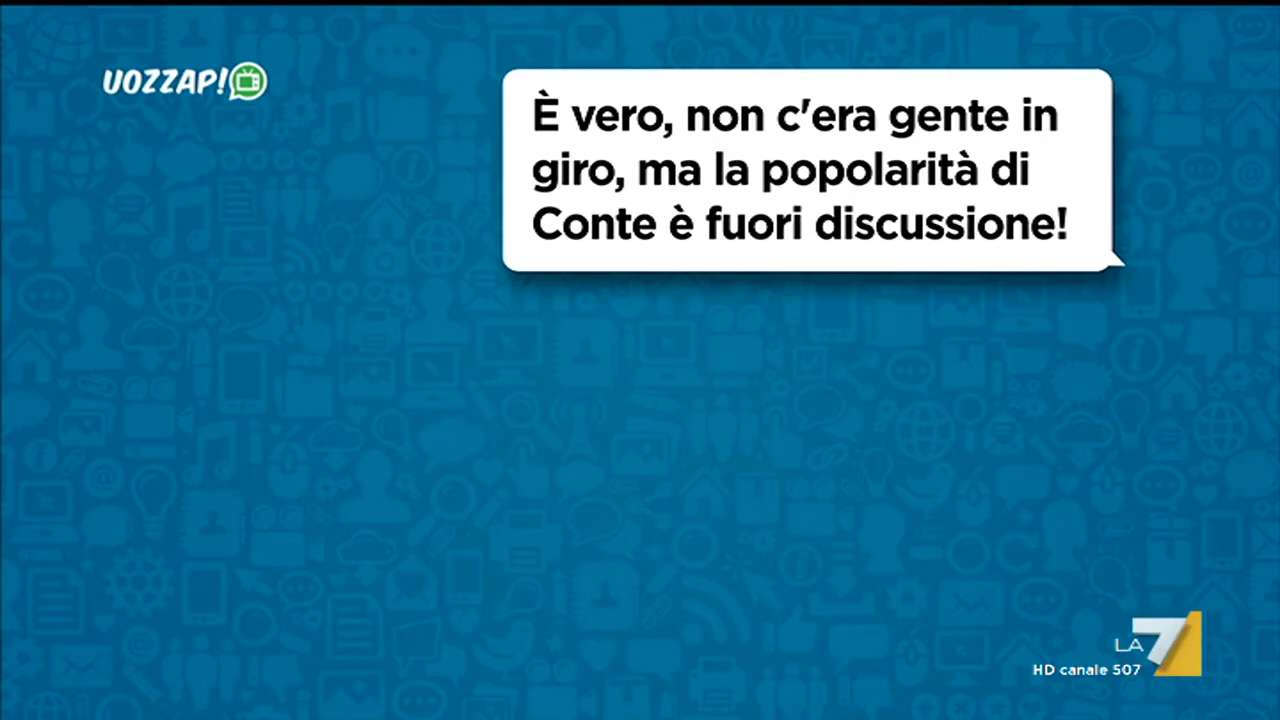 UOZZAP!
È vero, non c'era gente in
giro, ma la popolarità di
Conte è fuori discussione!
LA 7
HD canale 507